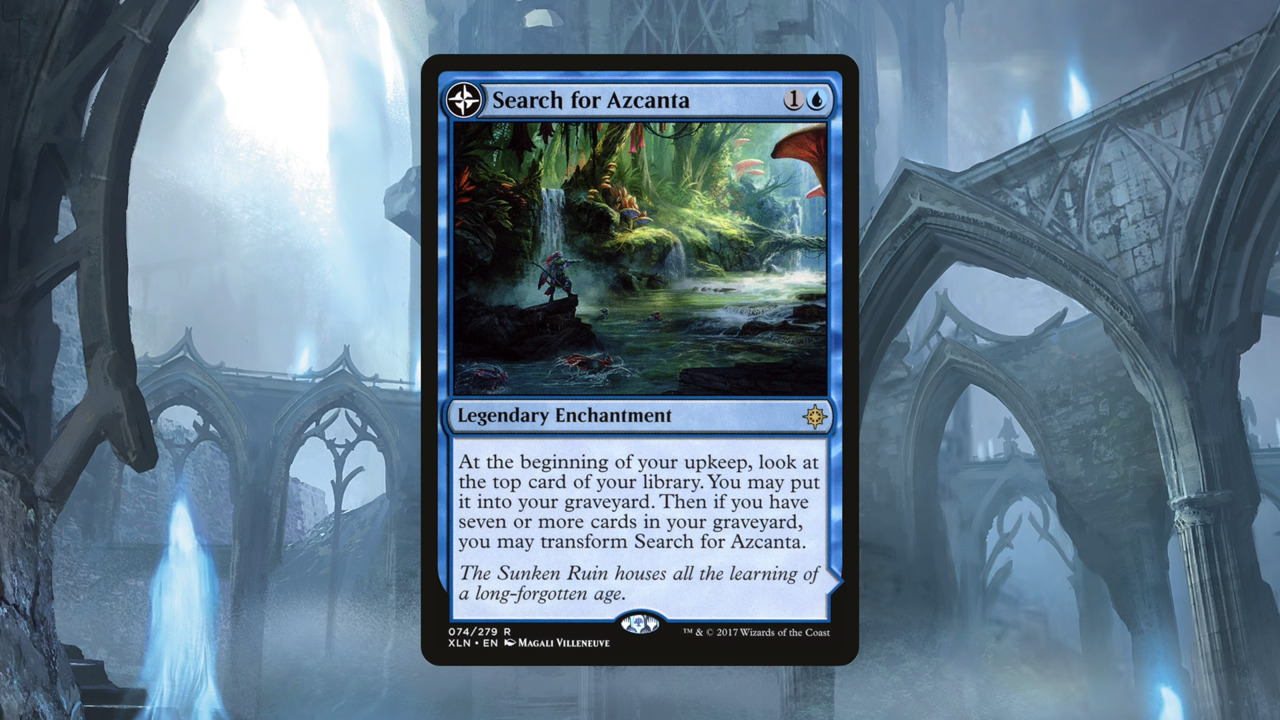 Search for Azcanta 1
Legendary Enchantment
At the beginning of your upkeep, look at
the top card of your library. You may put
it into your graveyard. Then if you have
seven or more cards in your graveyard,
you may transform Search for Azcanta.
The Sunken Ruin houses all the learning of
a long-forgotten age.
074/279 R
XLN • EN MAGALI VILLENEUVE
™ & © 2017 Wizards of the Coast